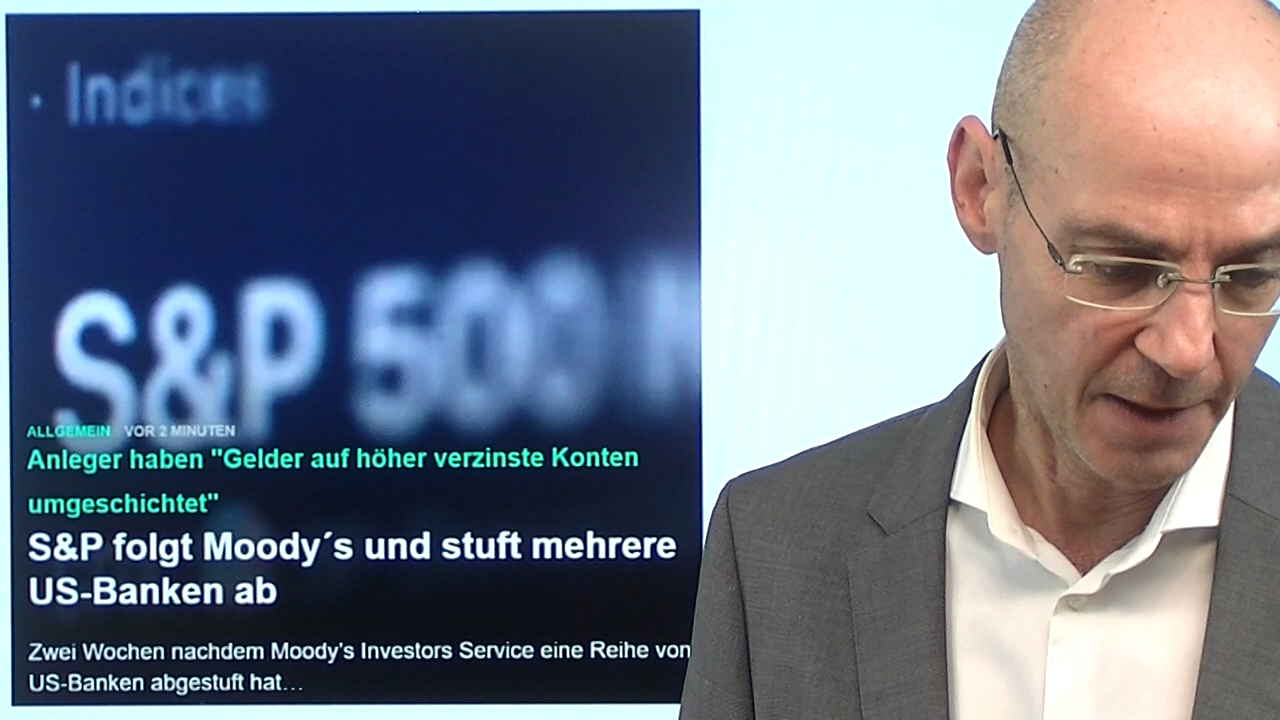 Indices
S&P 500
ALLGEMEIN VOR 2 MINUTEN
Anleger haben "Gelder auf höher verzinste Konten
umgeschichtet"
S&P folgt Moody´s und stuft mehrere
US-Banken ab
Zwei Wochen nachdem Moody's Investors Service eine Reihe von
US-Banken abgestuft hat…